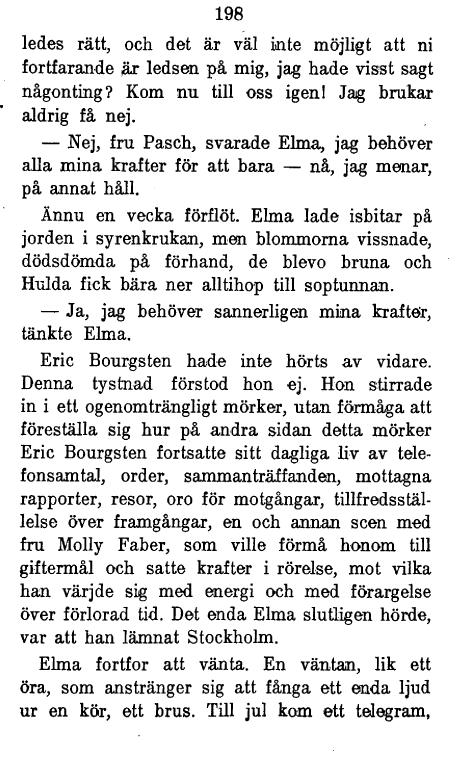 198
ledes rätt, och det är väl inte möjligt att ni
fortfarande är ledsen på mig, jag hade visst sagt
någonting? Kom nu till oss igen! Jag brukar
aldrig få nej.
— Nej, fru Pasch, svarade Elma, jag behöver
alla mina krafter för att bara — nå, jag menar,
på annat håll.
Ännu en vecka förflöt. Elma lade isbitar på
jorden i syrenkrukan, men blommorna vissnade,
dödsdömda på förhand, de blevo bruna och
Hulda fick bära ner alltihop till soptunnan.
— Ja, jag behöver sannerligen mina krafter,
tänkte Elma.
Eric Bourgsten hade inte hörts av vidare.
Denna tystnad förstod hon ej. Hon stirrade
in i ett ogenomträngligt mörker, utan förmåga att
föreställa sig hur på andra sidan detta mörker
Eric Bourgsten fortsatte sitt dagliga liv av tele-
fonsamtal, order, sammanträffanden, mottagna
rapporter, resor, oro för motgångar, tillfredsstäl-
lelse över framgångar, en och annan scen med
fru Molly Faber, som ville förmå honom till
giftermål och satte krafter i rörelse, mot vilka
han värjde sig med energi och med förargelse
över förlorad tid. Det enda Elma slutligen hörde,
var att han lämnat Stockholm.
Elma fortfor att vänta. En väntan, lik ett
öra, som anstränger sig att fånga ett enda ljud
ur en kör, ett brus. Till jul kom ett telegram,